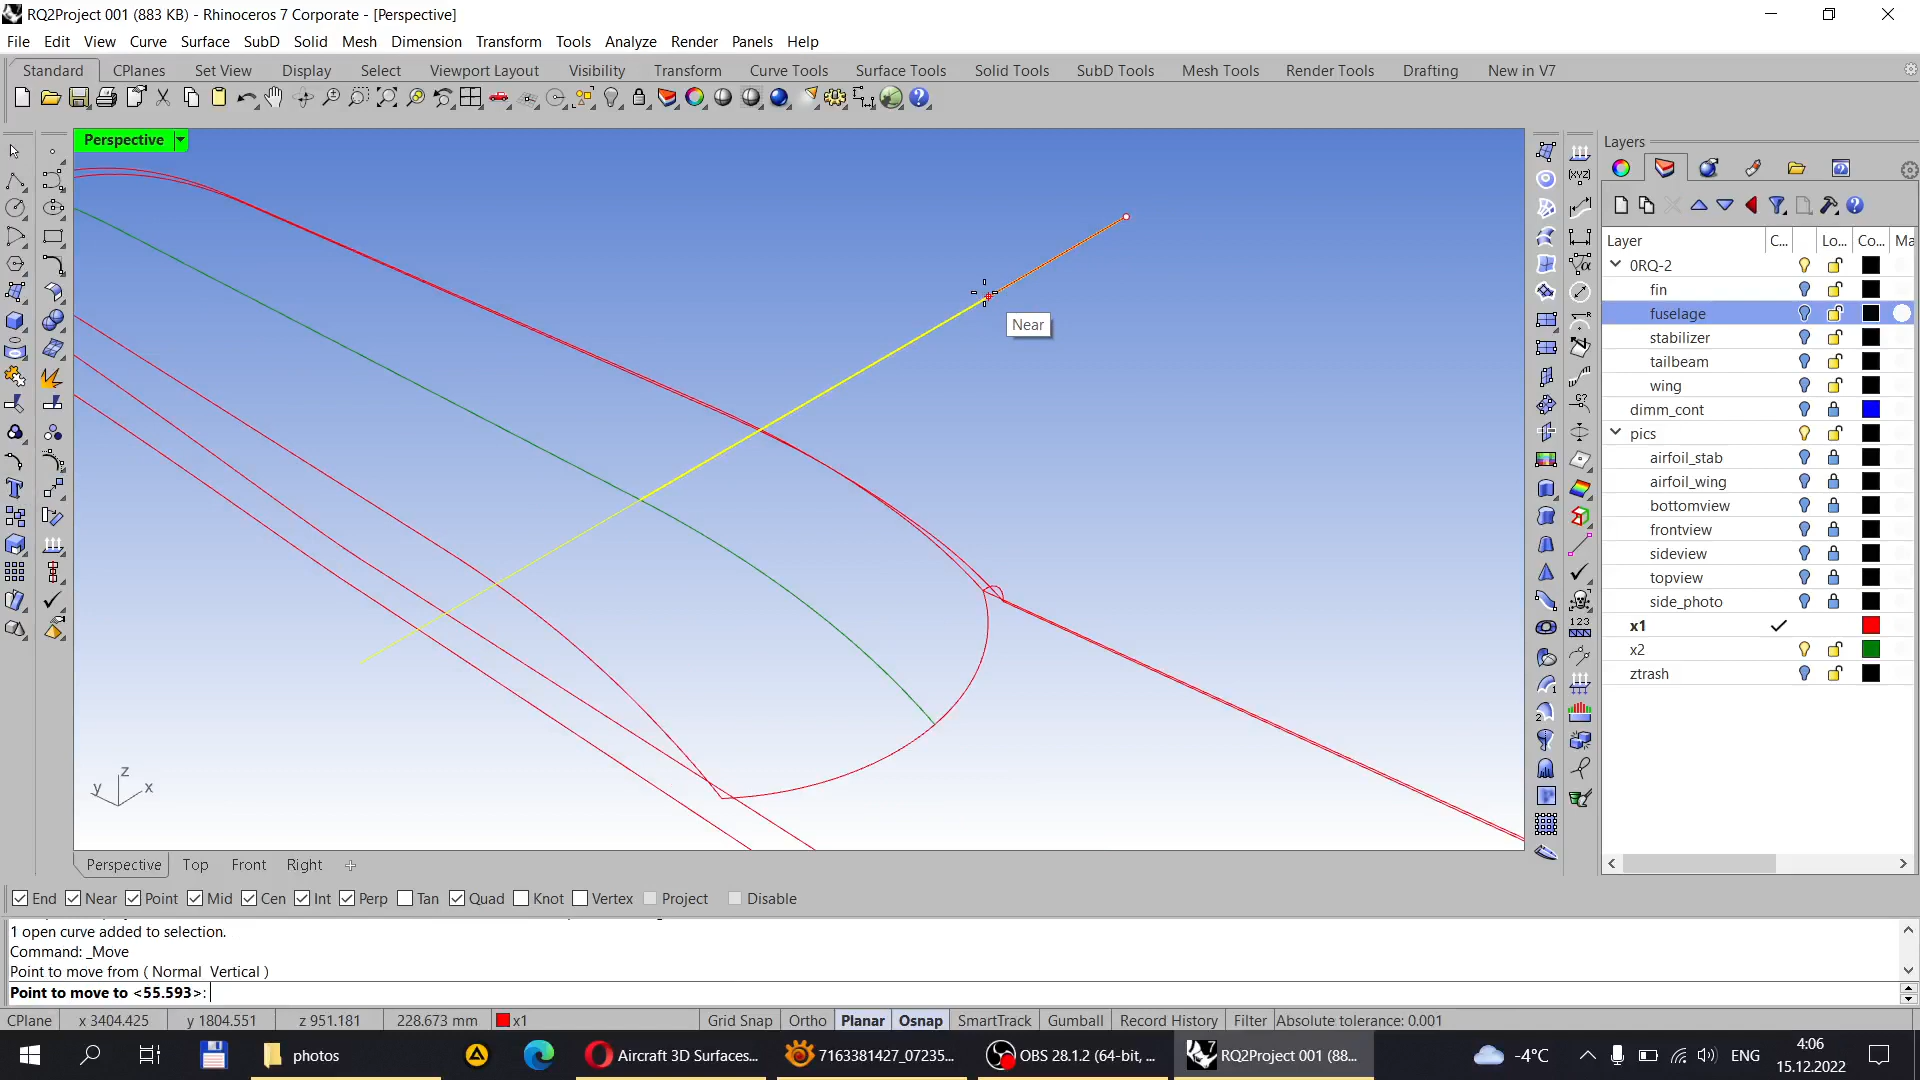 RQ2Project 001 (883 KB) - Rhinoceros 7 Corporate - [Perspective]
File Edit View Curve Surface SubD Solid Mesh Dimension Transform Tools Analyze Render Panels Help
Standard CPlanes Set View Display Select Viewport Layout Visibility Transform Curve Tools Surface Tools Solid Tools SubD Tools Mesh Tools Render Tools Drafting New in V7
Perspective
Layers
Layer C... Lo... Co... Ma
0RQ-2
fin
fuselage
stabilizer
tailbeam
wing
dimm_cont
pics
airfoil_stab
airfoil_wing
bottomview
frontview
sideview
topview
side_photo
x1
x2
ztrash
Near
z
y x
Perspective Top Front Right
End Near Point Mid Cen Int Perp Tan Quad Knot Vertex Project Disable
1 open curve added to selection.
Command: _Move
Point to move from ( Normal Vertical )
Point to move to <55.593>:
CPlane x 3404.425 y 1804.551 z 951.181 228.673 mm x1 Grid Snap Ortho Planar Osnap SmartTrack Gumball Record History Filter Absolute tolerance: 0.001
photos Aircraft 3D Surfaces... 7163381427_07235... OBS 28.1.2 (64-bit, ... RQ2Project 001 (88... -4°C ENG 4:06
15.12.2022